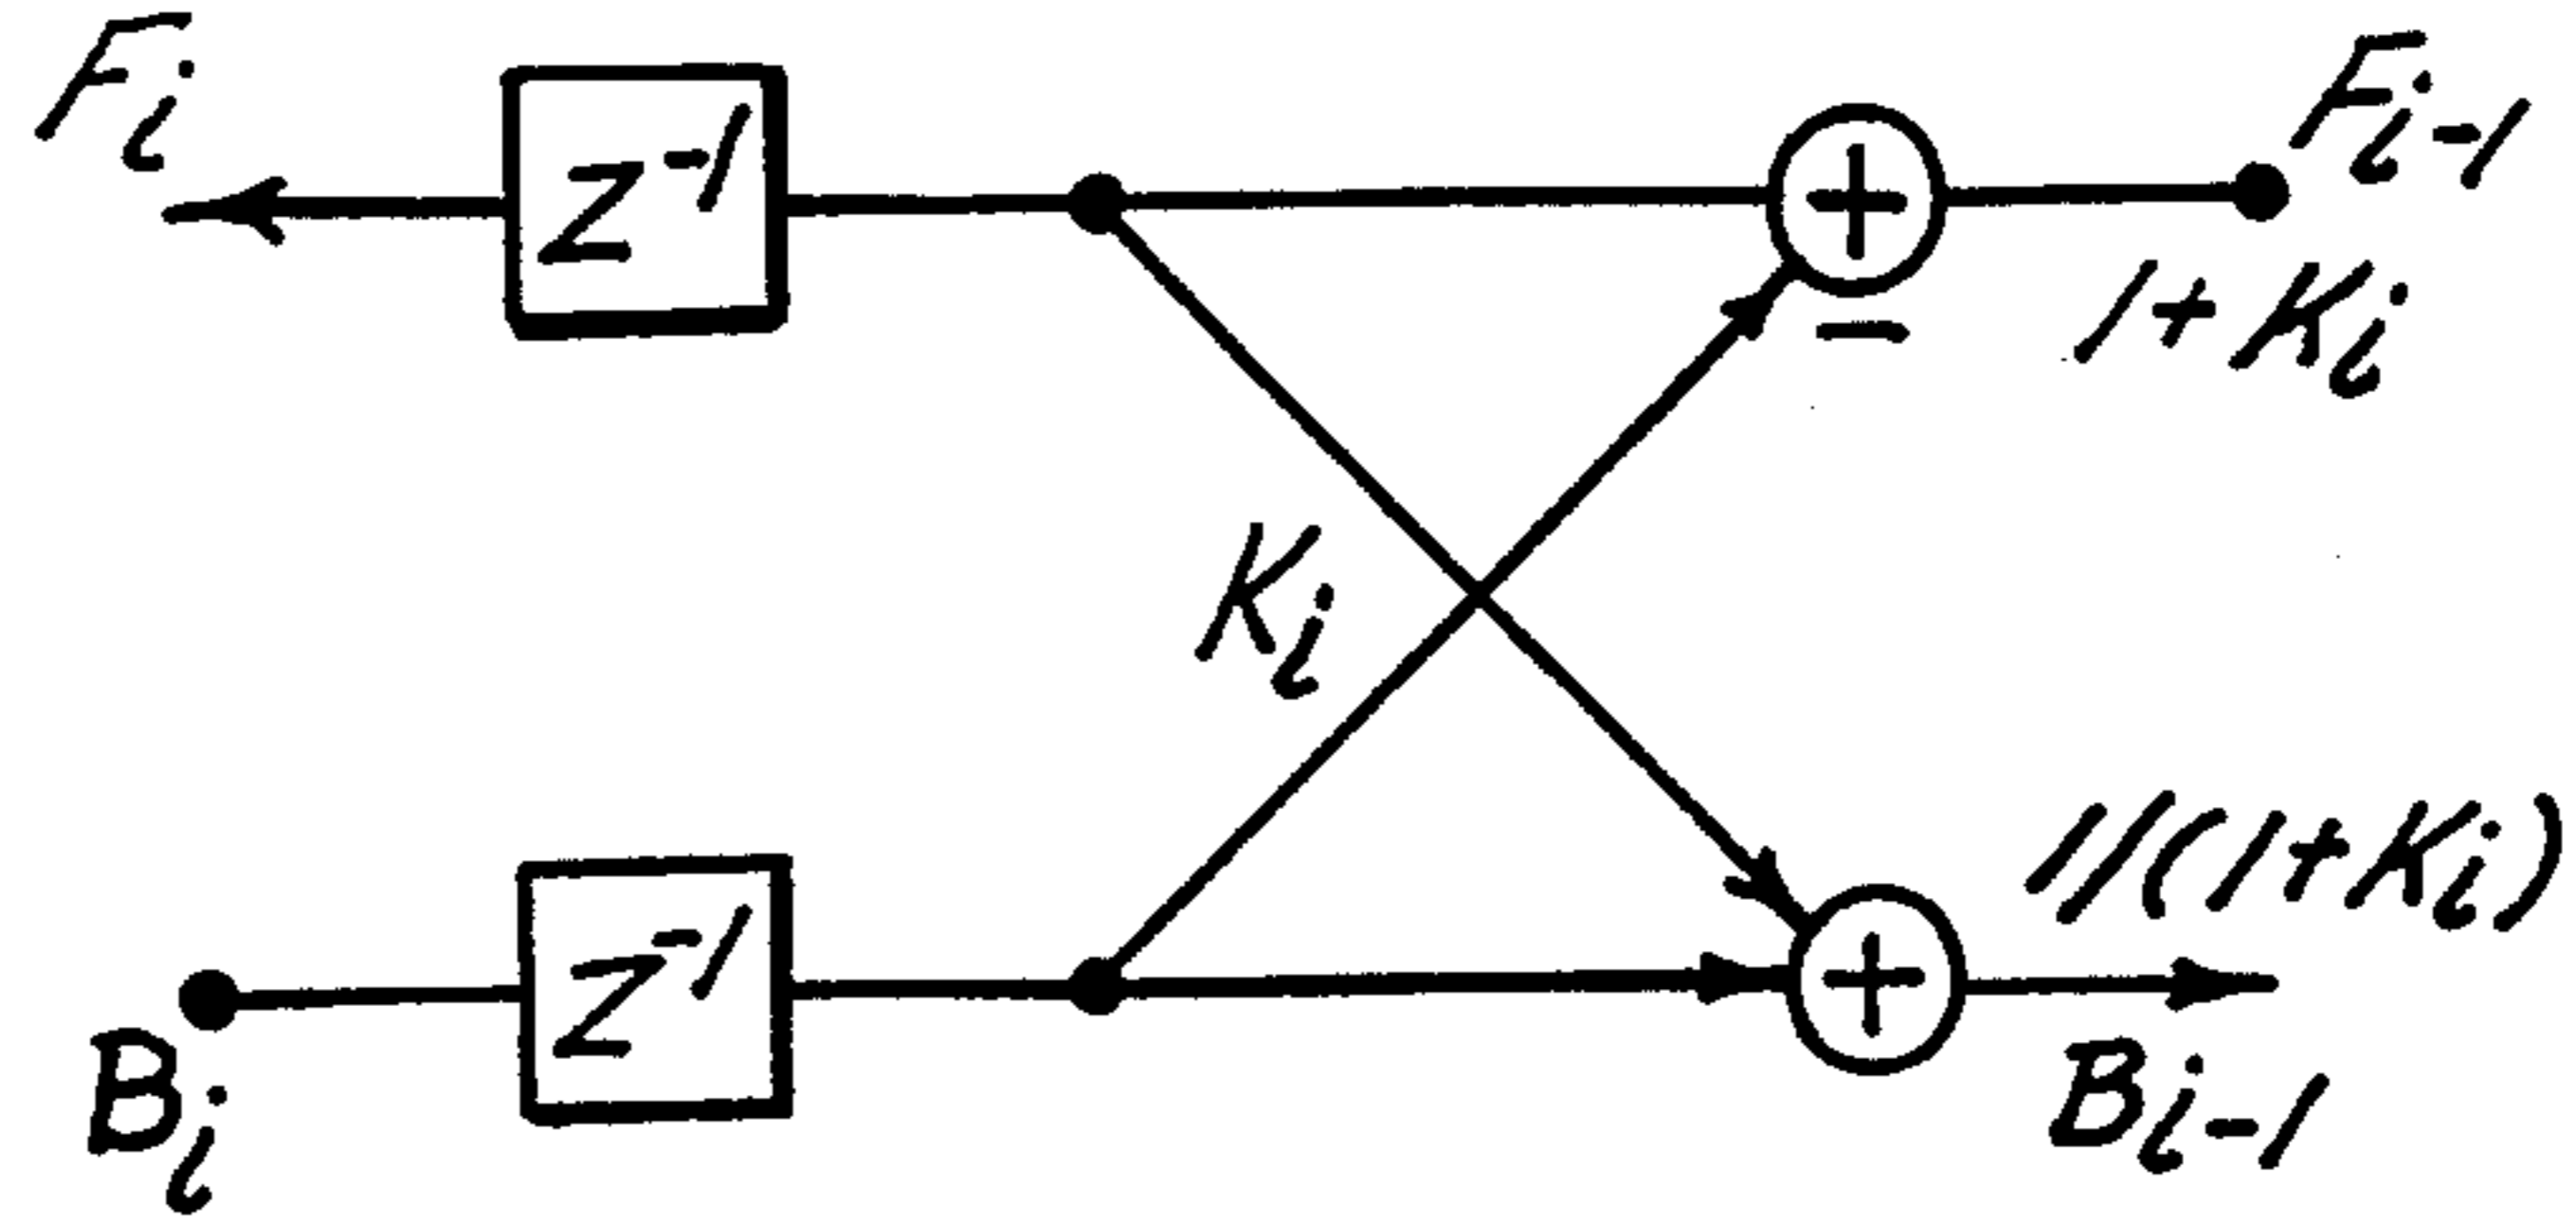 Fᵢ
z⁻¹
+
Fᵢ₋₁
−
1+Kᵢ
Kᵢ
z⁻¹
+
1/(1+Kᵢ)
Bᵢ
Bᵢ₋₁